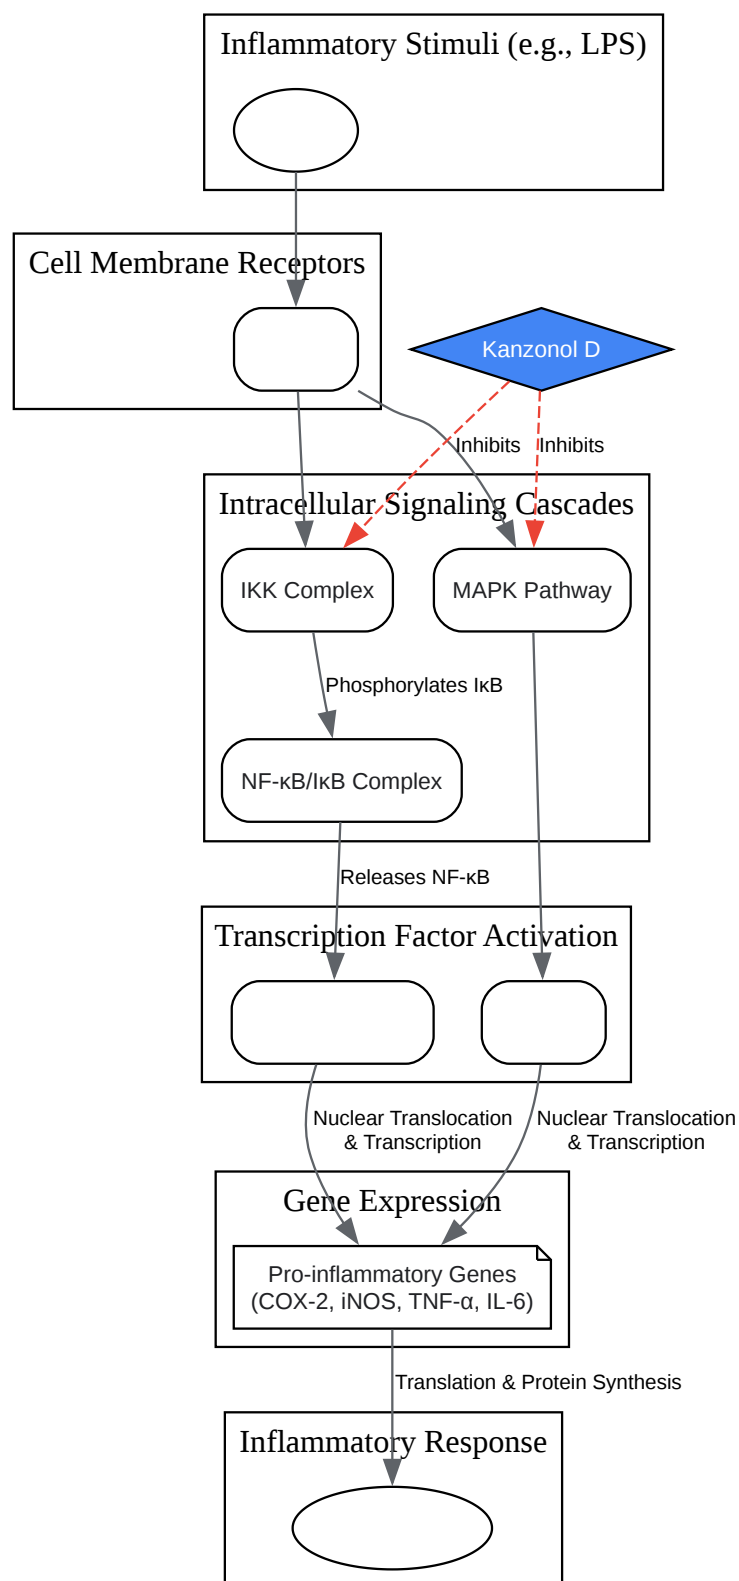 Inflammatory Stimuli (e.g., LPS)
Cell Membrane Receptors
Kanzonol D
Inhibits
Inhibits
Intracellular Signaling Cascades
IKK Complex
MAPK Pathway
Phosphorylates IκB
NF-κB/IκB Complex
Releases NF-κB
Transcription Factor Activation
Nuclear Translocation
& Transcription
Nuclear Translocation
& Transcription
Gene Expression
Pro-inflammatory Genes
(COX-2, iNOS, TNF-α, IL-6)
Translation & Protein Synthesis
Inflammatory Response